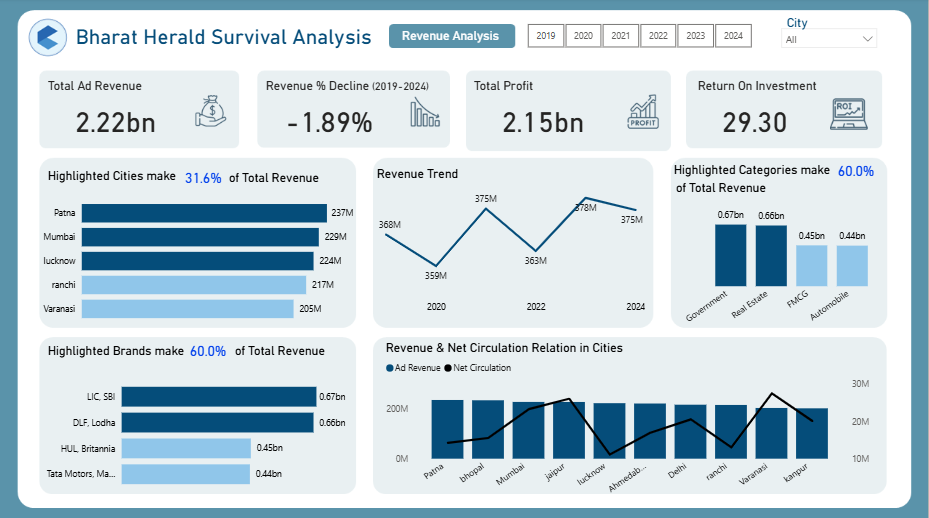 Bharat Herald Survival Analysis
Revenue Analysis
2019 2020 2021 2022 2023 2024
City
All
Total Ad Revenue
2.22bn
Revenue % Decline (2019-2024)
-1.89%
Total Profit
2.15bn
PROFIT
Return On Investment
29.30
ROI
Highlighted Cities make 31.6% of Total Revenue
Patna 237M
Mumbai 229M
lucknow 224M
ranchi 217M
Varanasi 205M
Revenue Trend
368M
359M
375M
363M
378M
375M
2020 2022 2024
Highlighted Categories make 60.0%
of Total Revenue
0.67bn 0.66bn 0.45bn 0.44bn
Government Real Estate FMCG Automobile
Highlighted Brands make 60.0% of Total Revenue
LIC, SBI 0.67bn
DLF, Lodha 0.66bn
HUL, Britannia 0.45bn
Tata Motors, Ma... 0.44bn
Revenue & Net Circulation Relation in Cities
Ad Revenue Net Circulation
200M
0M
30M
20M
10M
Patna bhopal Mumbai jaipur lucknow Ahmedab... Delhi ranchi Varanasi kanpur